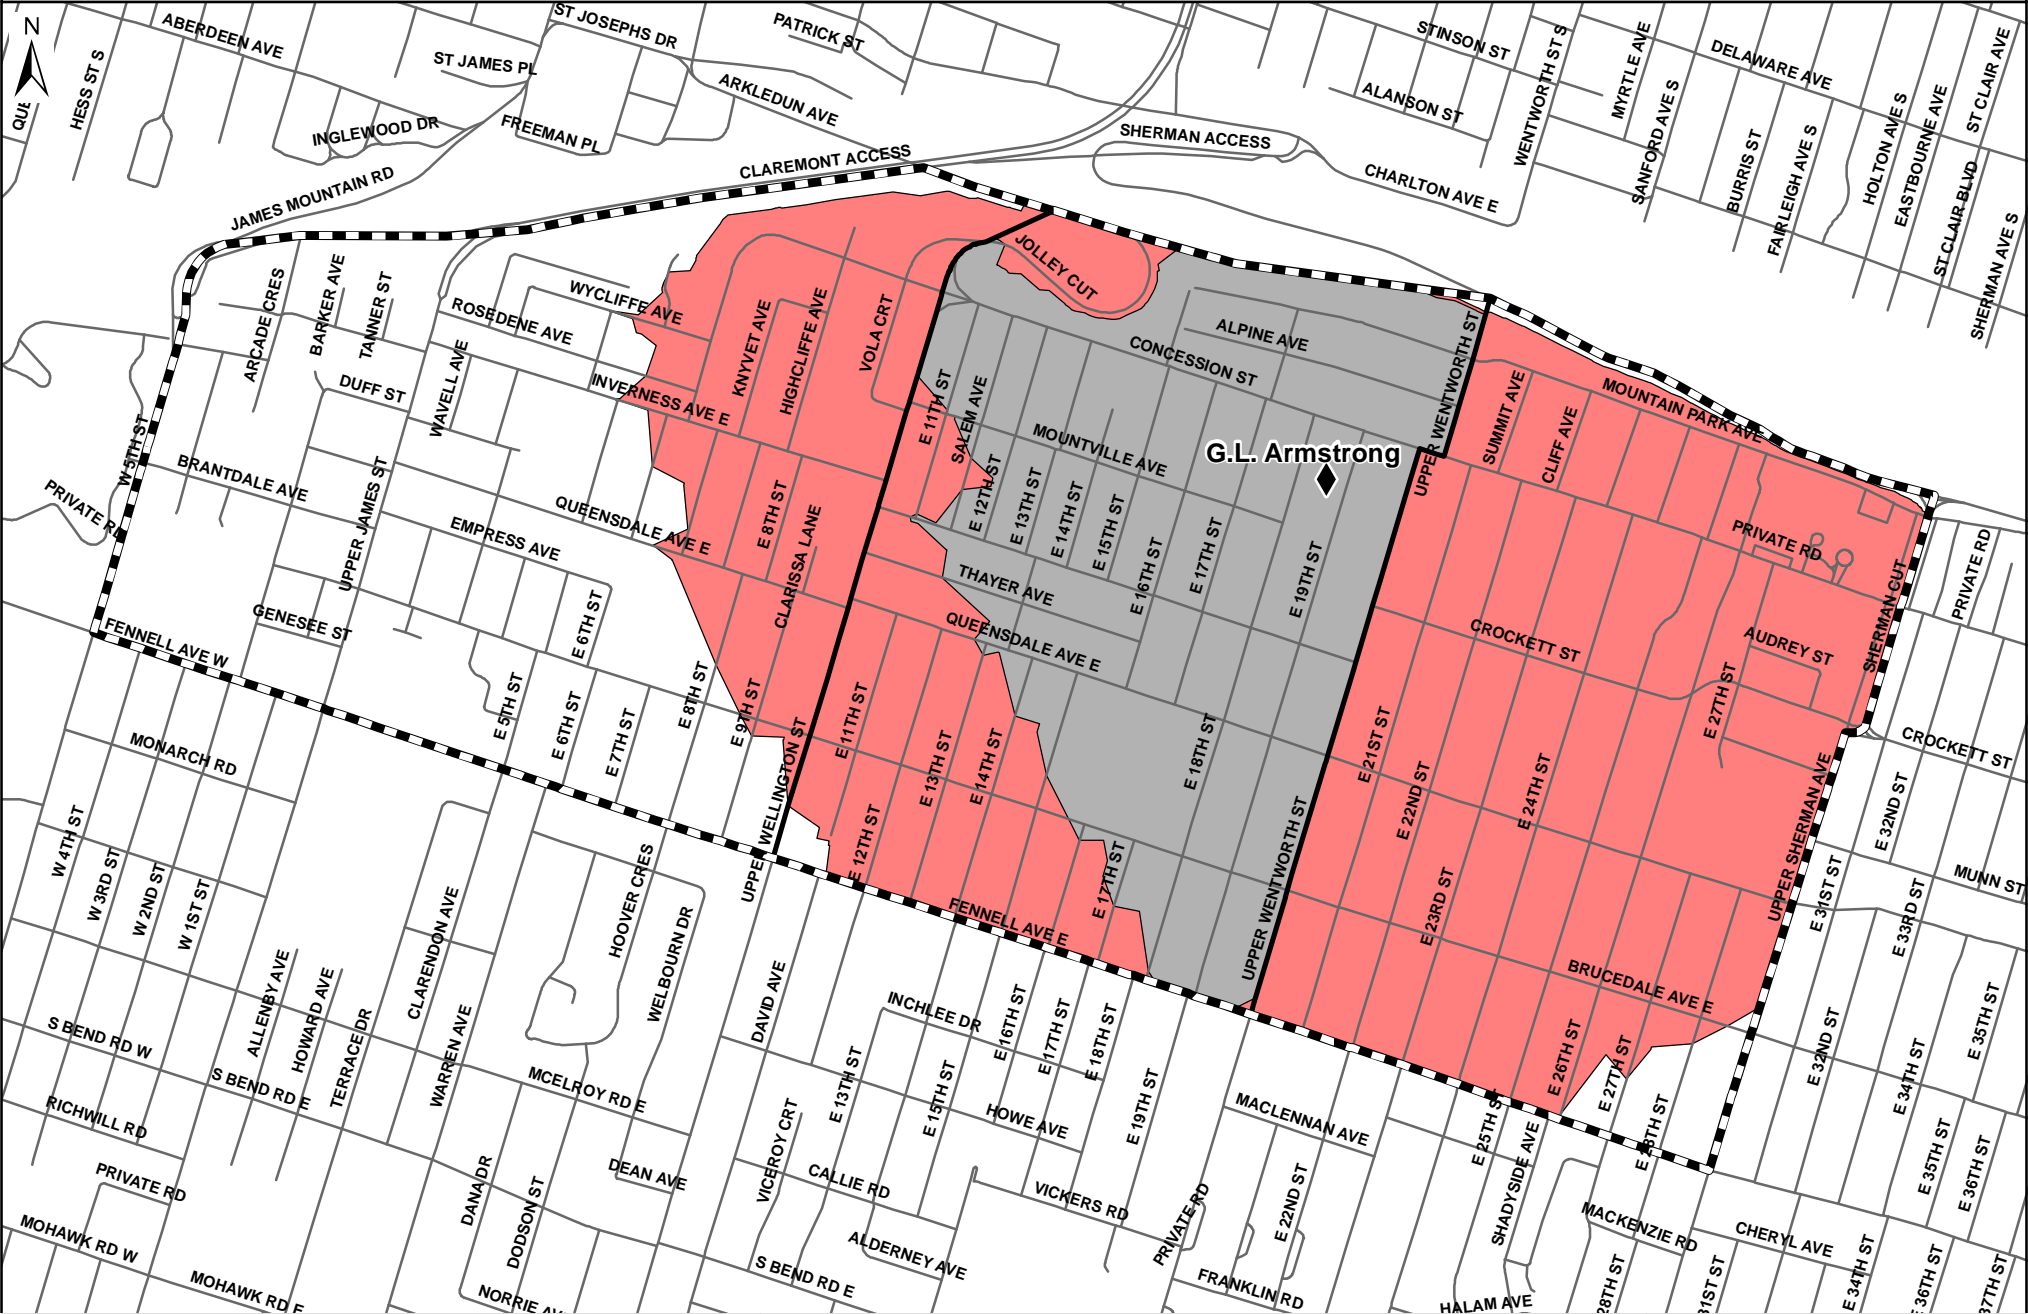 N
ABERDEEN AVE
ST JOSEPHS DR
PATRICK ST
STINSON ST
DELAWARE AVE
ST CLAIR AVE
HESS ST S
QUE
ST JAMES PL
ARKLEDUN AVE
ALANSON ST
WENTWORTH ST S
MYRTLE AVE
SANFORD AVE S
BURRIS ST
FAIRLEIGH AVE S
HOLTON AVE S
EASTBOURNE AVE
ST CLAIR BLVD
SHERMAN AVE S
INGLEWOOD DR
FREEMAN PL
SHERMAN ACCESS
CHARLTON AVE E
CLAREMONT ACCESS
JAMES MOUNTAIN RD
ARCADE CRES
BARKER AVE
TANNER ST
WYCLIFFE AVE
ROSEDENE AVE
INVERNESS AVE E
KNYVET AVE
HIGHCLIFFE AVE
VOLA CRT
JOLLEY CUT
CONCESSION ST
ALPINE AVE
UPPER WENTWORTH ST
SUMMIT AVE
CLIFF AVE
MOUNTAIN PARK AVE
DUFF ST
WAVELL AVE
W 5TH ST
BRANTDALE AVE
PRIVATE RD
UPPER JAMES ST
QUEENSDALE AVE E
EMPRESS AVE
E 8TH ST
CLARISSA LANE
E 11TH ST
SALEM AVE
MOUNTVILLE AVE
G.L. Armstrong
UPPER WENTWORTH ST
E 12TH ST
E 13TH ST
E 14TH ST
E 15TH ST
E 16TH ST
E 17TH ST
E 19TH ST
PRIVATE RD
SHERMAN CUT
PRIVATE RD
THAYER AVE
QUEENSDALE AVE E
CROCKETT ST
AUDREY ST
GENESEE ST
FENNELL AVE W
E 6TH ST
E 5TH ST
E 6TH ST
E 7TH ST
E 8TH ST
E 9TH ST
E 11TH ST
E 13TH ST
E 14TH ST
E 18TH ST
E 21ST ST
E 22ND ST
E 24TH ST
E 27TH ST
CROCKETT ST
MONARCH RD
UPPER WELLINGTON ST
E 12TH ST
E 17TH ST
UPPER WENTWORTH ST
E 23RD ST
UPPER SHERMAN AVE
E 32ND ST
MUNN ST
W 4TH ST
W 3RD ST
W 2ND ST
W 1ST ST
CLARENDON AVE
HOOVER CRES
WELBOURN DR
FENNELL AVE E
BRUCEDALE AVE E
E 31ST ST
E 33RD ST
ALLENBY AVE
HOWARD AVE
TERRACE DR
WARREN AVE
DAVID AVE
INCHLEE DR
E 16TH ST
E 17TH ST
E 18TH ST
E 26TH ST
E 27TH ST
E 32ND ST
E 34TH ST
E 35TH ST
S BEND RD W
S BEND RD E
MCELROY RD E
E 13TH ST
E 15TH ST
HOWE AVE
E 19TH ST
MACLENNAN AVE
E 25TH ST
SHADYSIDE AVE
E 28TH ST
E 35TH ST
E 36TH ST
RICHWILL RD
PRIVATE RD
DANA DR
DODSON ST
DEAN AVE
VICEROY CRT
CALLIE RD
VICKERS RD
PRIVATE RD
E 22ND ST
MACKENZIE RD
CHERYL AVE
E 34TH ST
MOHAWK RD W
MOHAWK RD E
NORRIE AV
S BEND RD E
ALDERNEY AVE
FRANKLIN RD
HALAM AVE
28TH ST
31ST ST
36TH ST
37TH ST